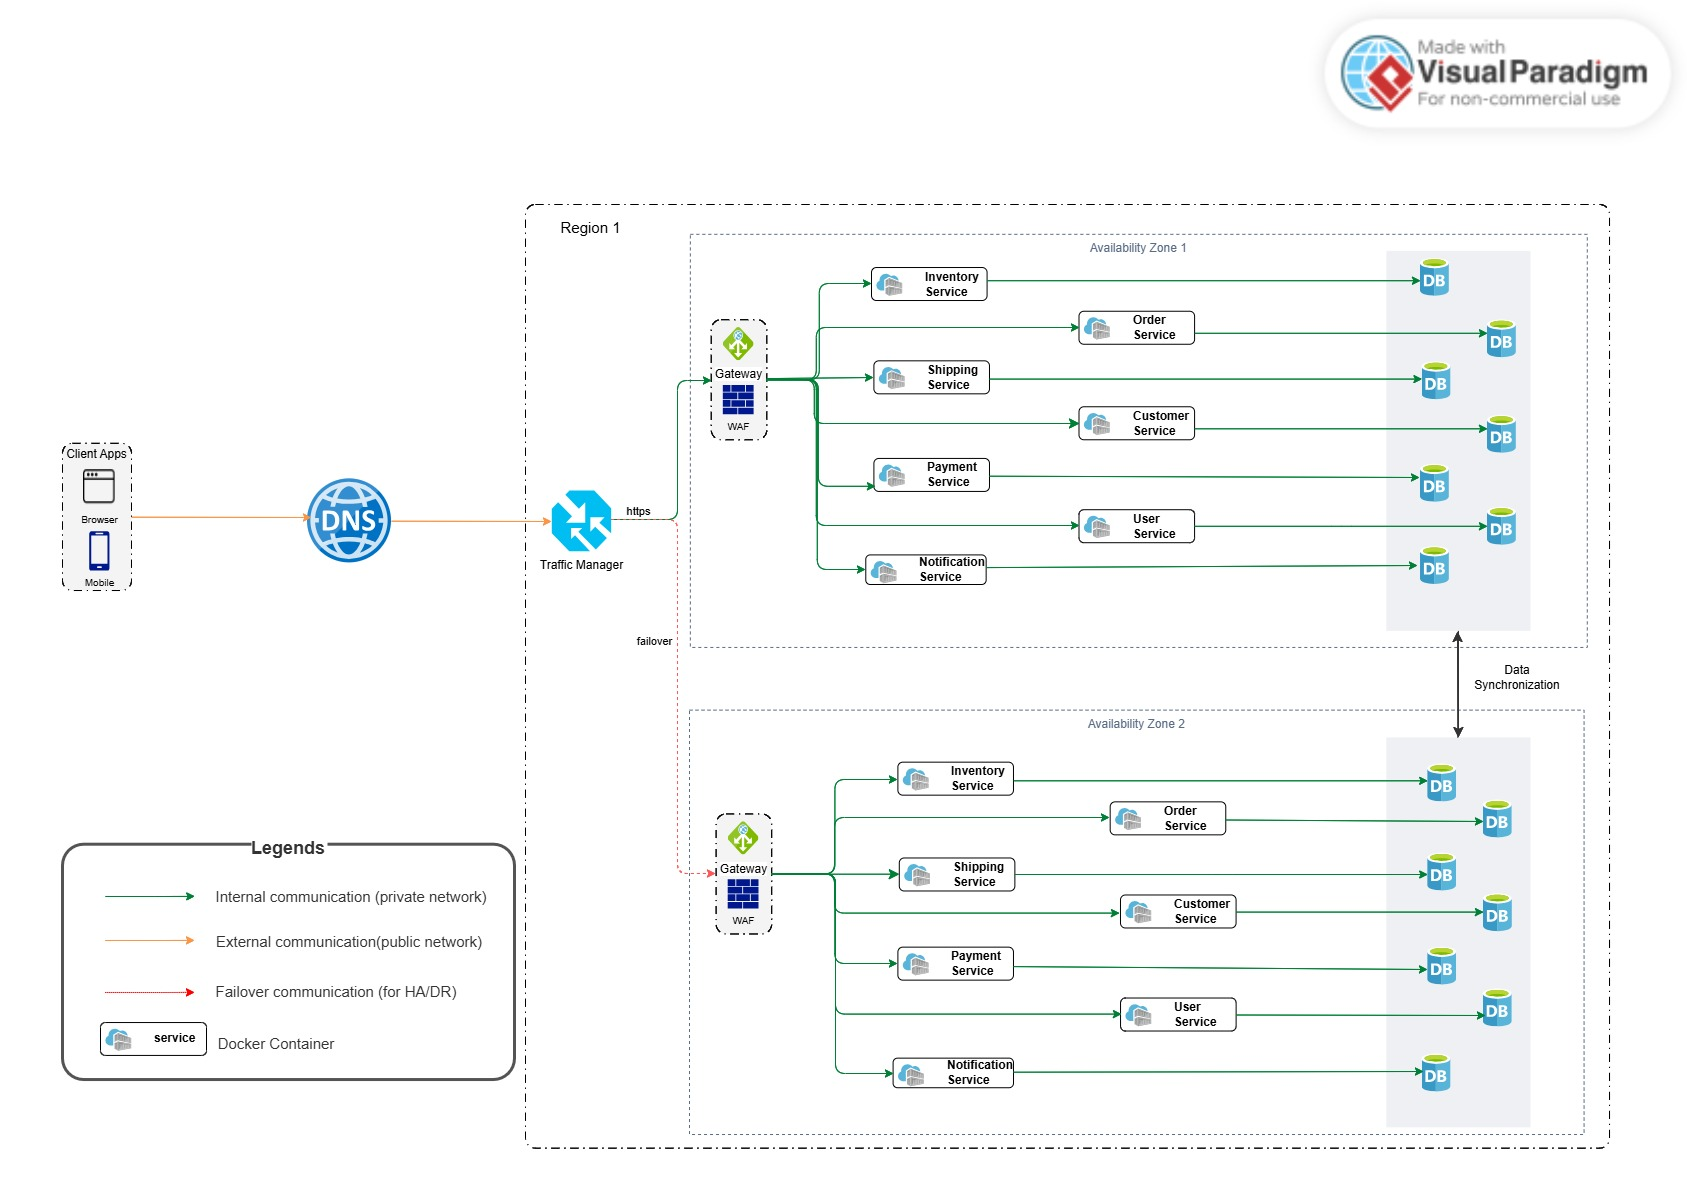 Made with
Visual Paradigm
For non-commercial use
Region 1
Availability Zone 1
Inventory
Service
DB
Order
Service
DB
Gateway
WAF
Shipping
Service
DB
Customer
Service
DB
Client Apps
Browser
Mobile
DNS
Traffic Manager
https
Payment
Service
DB
User
Service
DB
Notification
Service
DB
failover
Data
Synchronization
Availability Zone 2
Inventory
Service
DB
Order
Service
DB
Gateway
WAF
Shipping
Service
DB
Customer
Service
DB
Payment
Service
DB
User
Service
DB
Notification
Service
DB
Legends
Internal communication (private network)
External communication(public network)
Failover communication (for HA/DR)
service
Docker Container